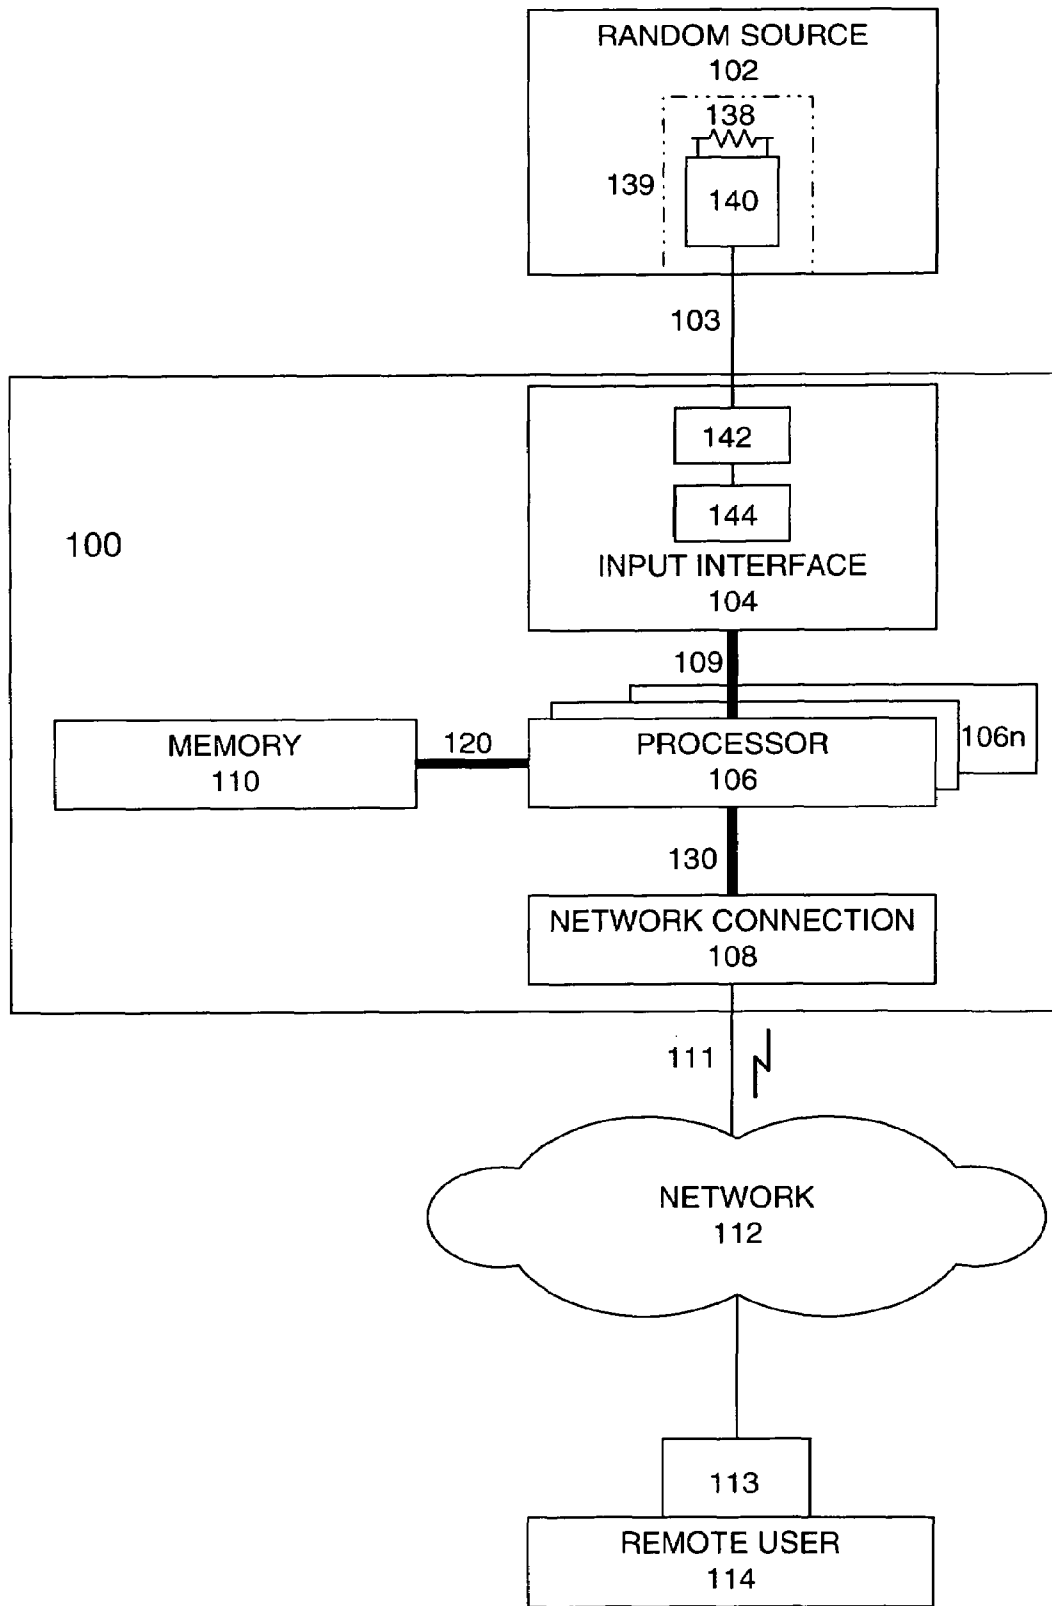 RANDOM SOURCE
102
138
139
140
103
142
144
100
INPUT INTERFACE
104
109
MEMORY
110
120
PROCESSOR
106
106n
130
NETWORK CONNECTION
108
111
NETWORK
112
113
REMOTE USER
114